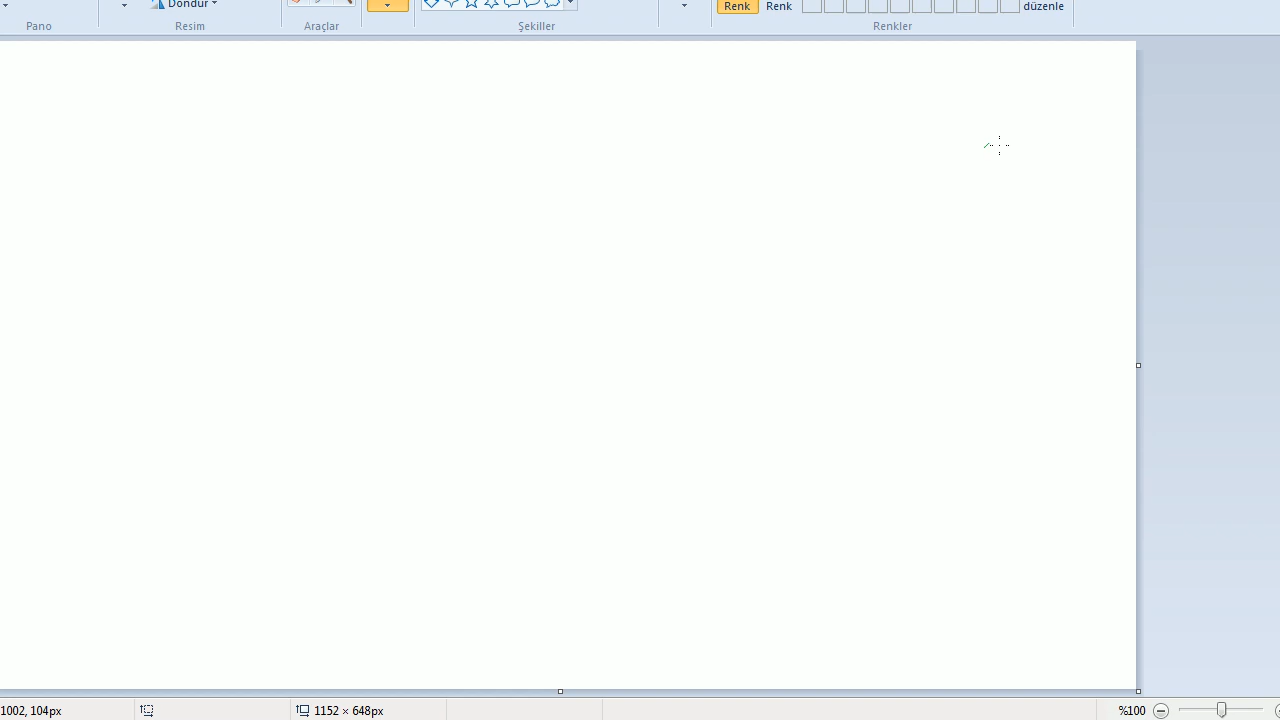 Döndür
Renk Renk düzenle
Pano Resim Araçlar Şekiller Renkler
1002, 104px 1152 × 648px %100